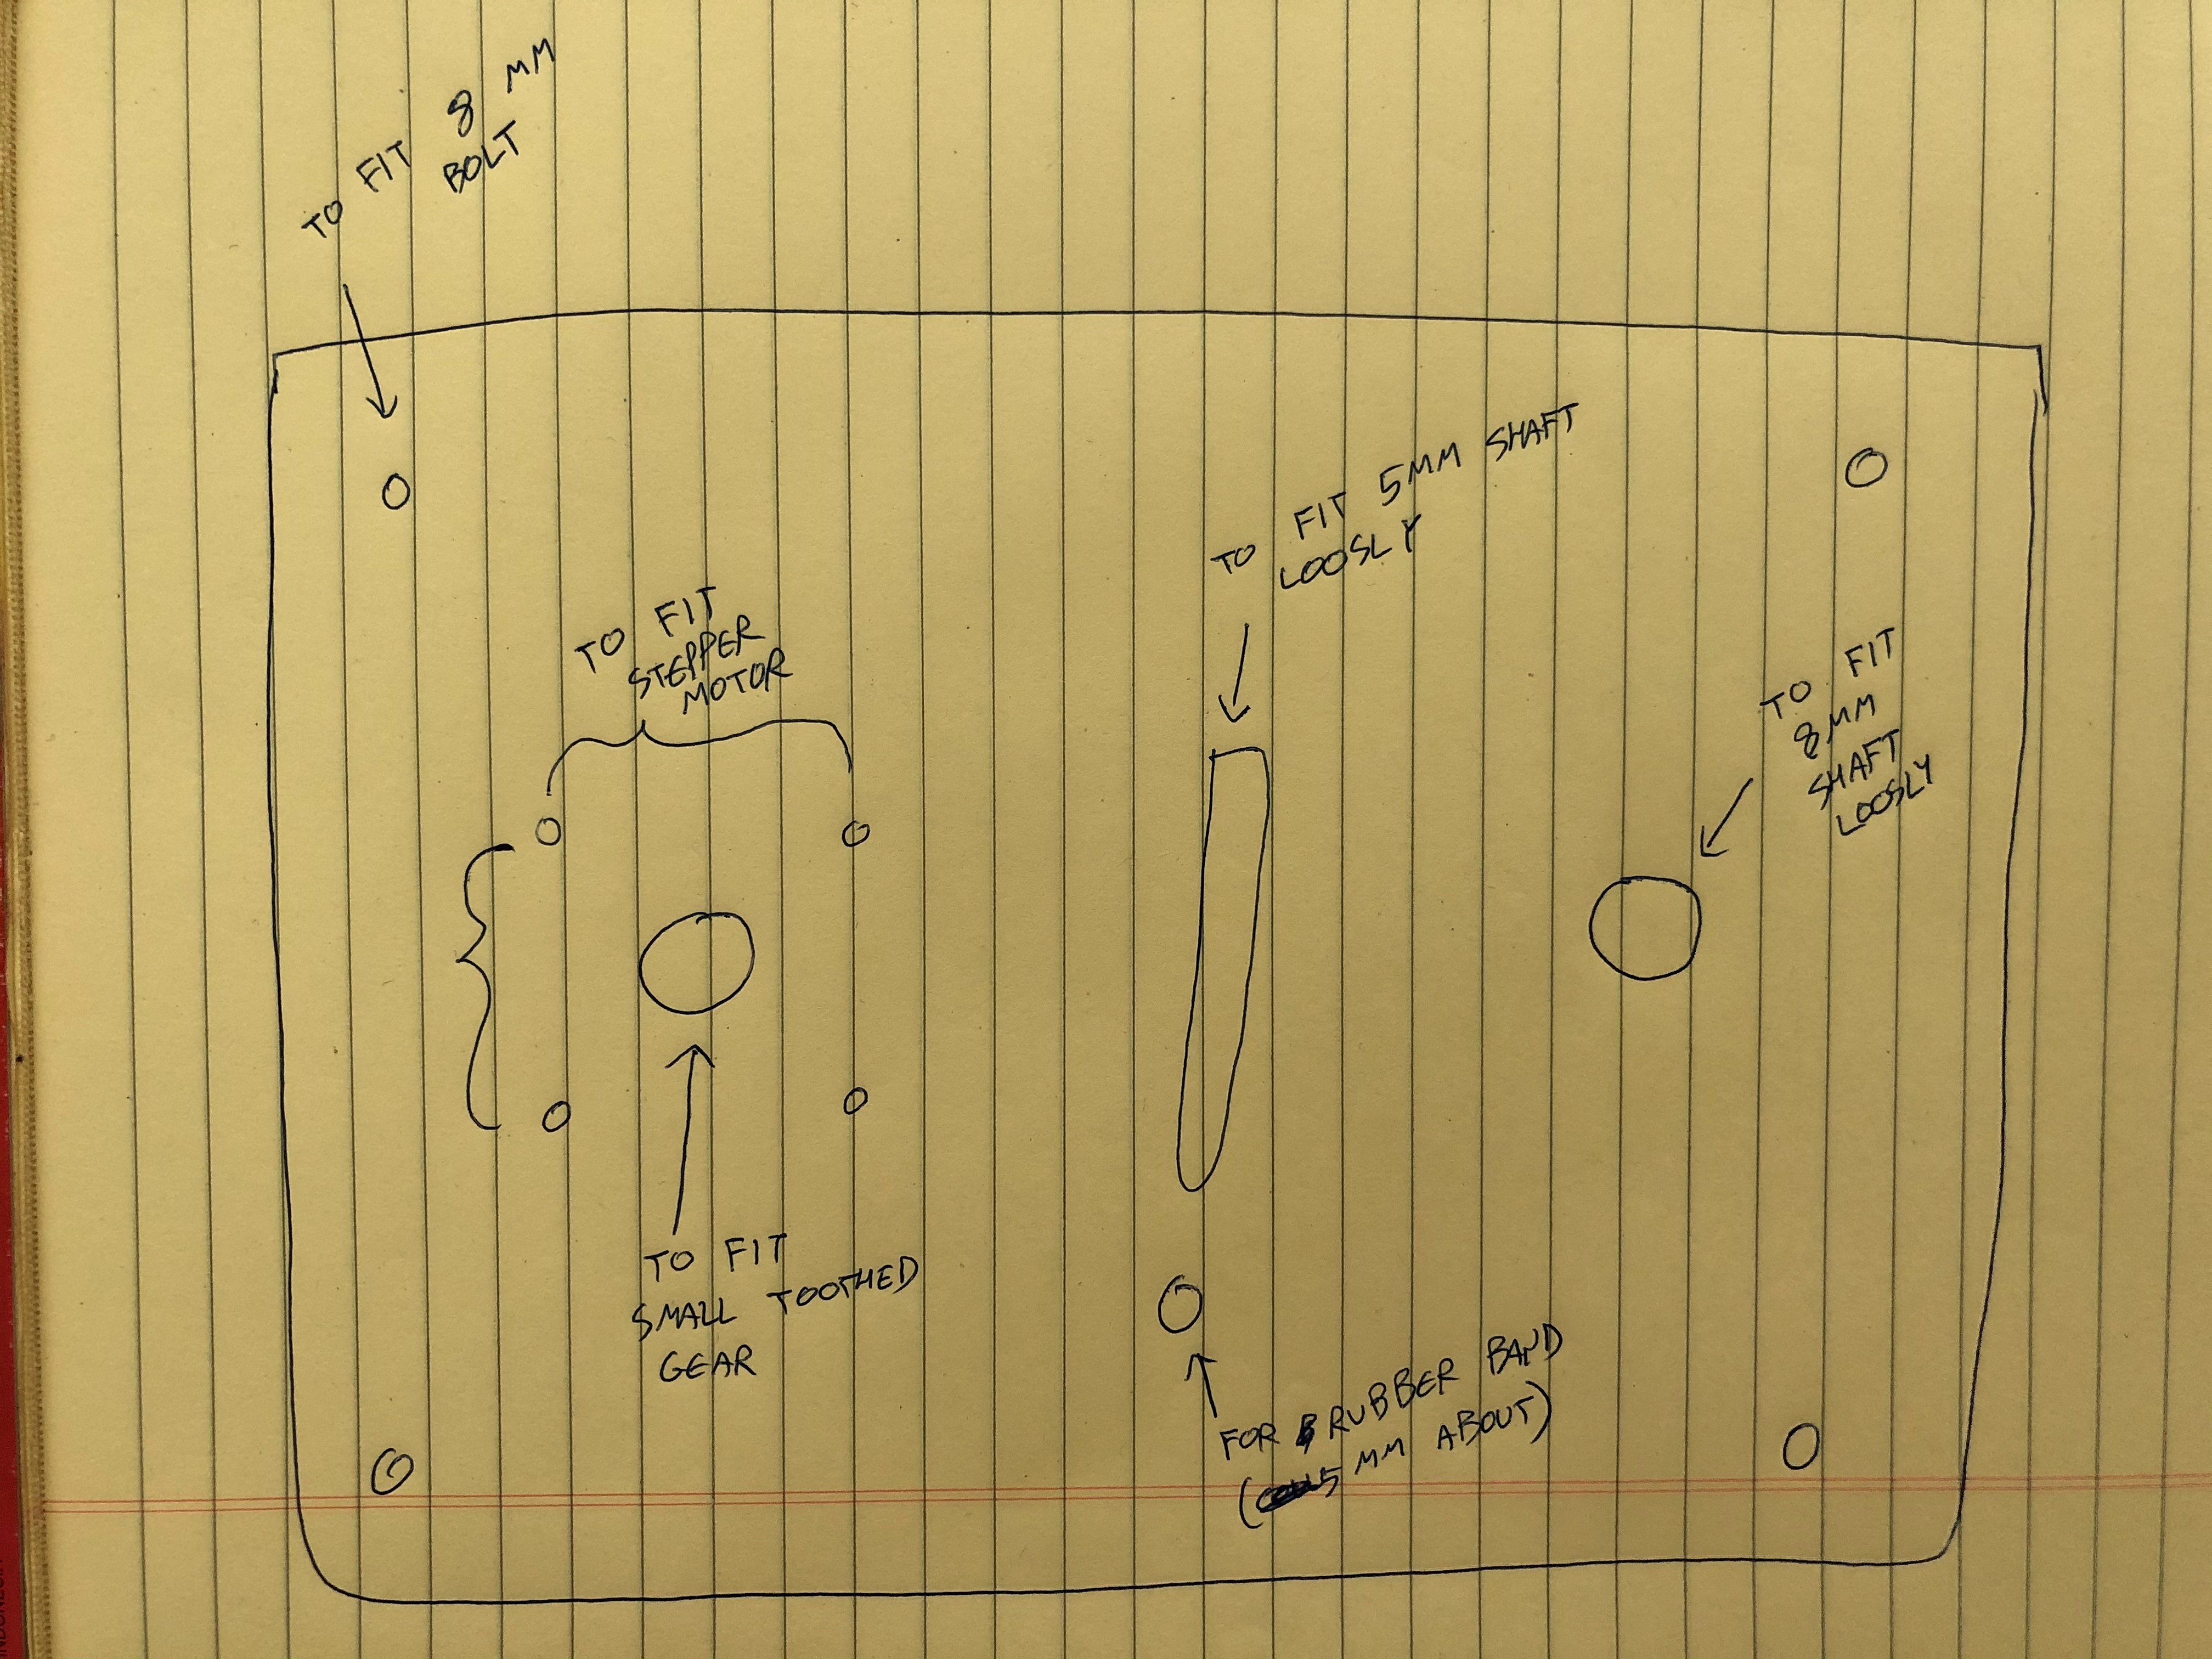 TO FIT 8 MM
BOLT
TO FIT 5MM SHAFT
LOOSLY
TO FIT
STEPPER
MOTOR
TO FIT
8MM
SHAFT
LOOSLY
TO FIT
SMALL TOOTHED
GEAR
FOR RUBBER BAND
(5 MM ABOUT)